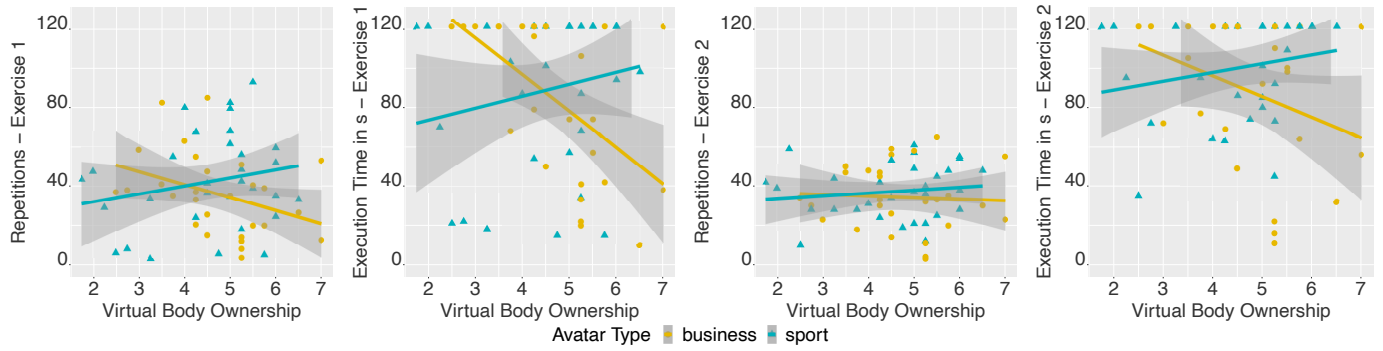 Repetitions – Exercise 1
120.
80.
40.
0.
2 3 4 5 6 7
Virtual Body Ownership
Execution Time in s – Exercise 1
120.
80.
40.
0.
2 3 4 5 6 7
Virtual Body Ownership
Repetitions – Exercise 2
120.
80.
40.
0.
2 3 4 5 6 7
Virtual Body Ownership
Execution Time in s – Exercise 2
120.
80.
40.
0.
2 3 4 5 6 7
Virtual Body Ownership
Avatar Type business sport